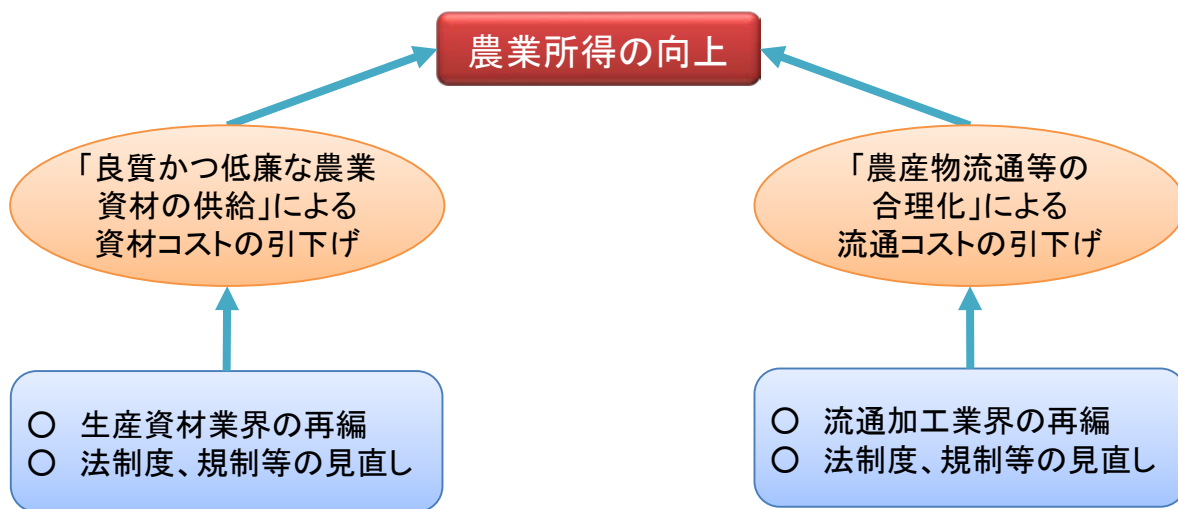 農業所得の向上
「良質かつ低廉な農業
資材の供給」による
資材コストの引下げ
「農産物流通等の
合理化」による
流通コストの引下げ
○ 生産資材業界の再編
○ 法制度、規制等の見直し
○ 流通加工業界の再編
○ 法制度、規制等の見直し